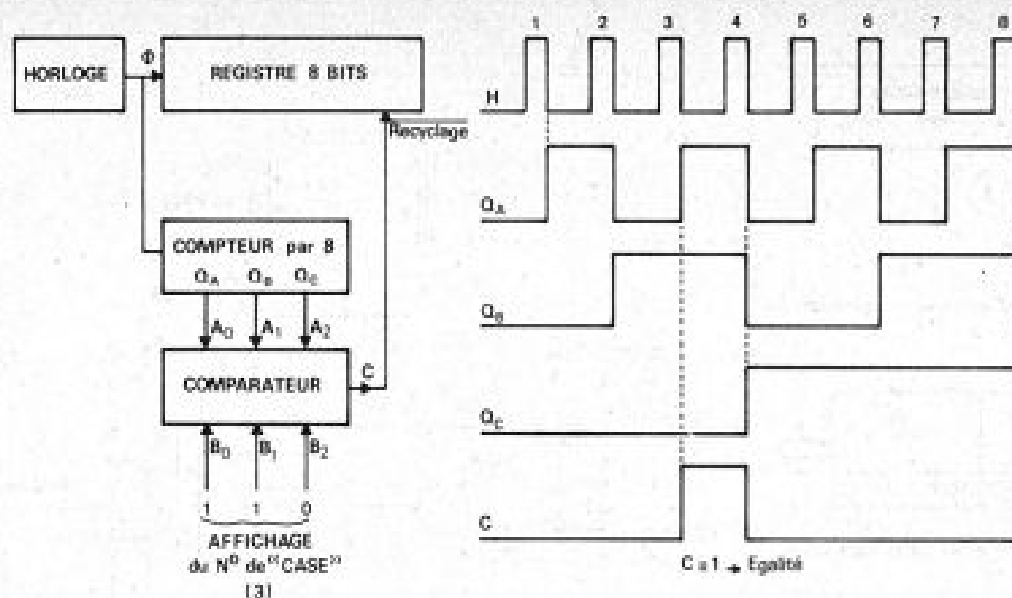 HORLOGE
Φ
REGISTRE 8 BITS
Recyclage
COMPTEUR par 8
QA QB QC
A0 A1 A2
COMPARATEUR
C
B0 B1 B2
1 1 0
AFFICHAGE
du N° de "CASE"
(3)
1 2 3 4 5 6 7 8
H
QA
QB
QC
C
C = 1 → Egalité